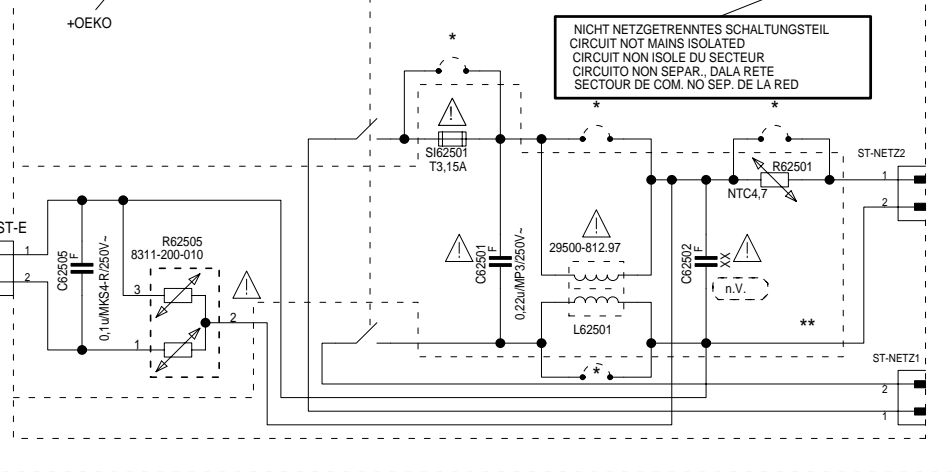 +OEKO
NICHT NETZGETRENNTES SCHALTUNGSTEIL
CIRCUIT NOT MAINS ISOLATED
CIRCUIT NON ISOLE DU SECTEUR
CIRCUITO NON SEPAR., DALA RETE
SECTOUR DE COM. NO SEP. DE LA RED
*
*
*
!
SI62501
T3,15A
R62501
NTC4,7
ST-NETZ2
1
2
ST-E
1
2
C62505
F
0,1u/MKS4-R/250V~
R62505
8311-200-010
3
1
2
!
!
C62501
F
0,22u/MP3/250V~
!
29500-812.97
L62501
*
C62502
F
XX
!
n.V.
**
ST-NETZ1
2
1